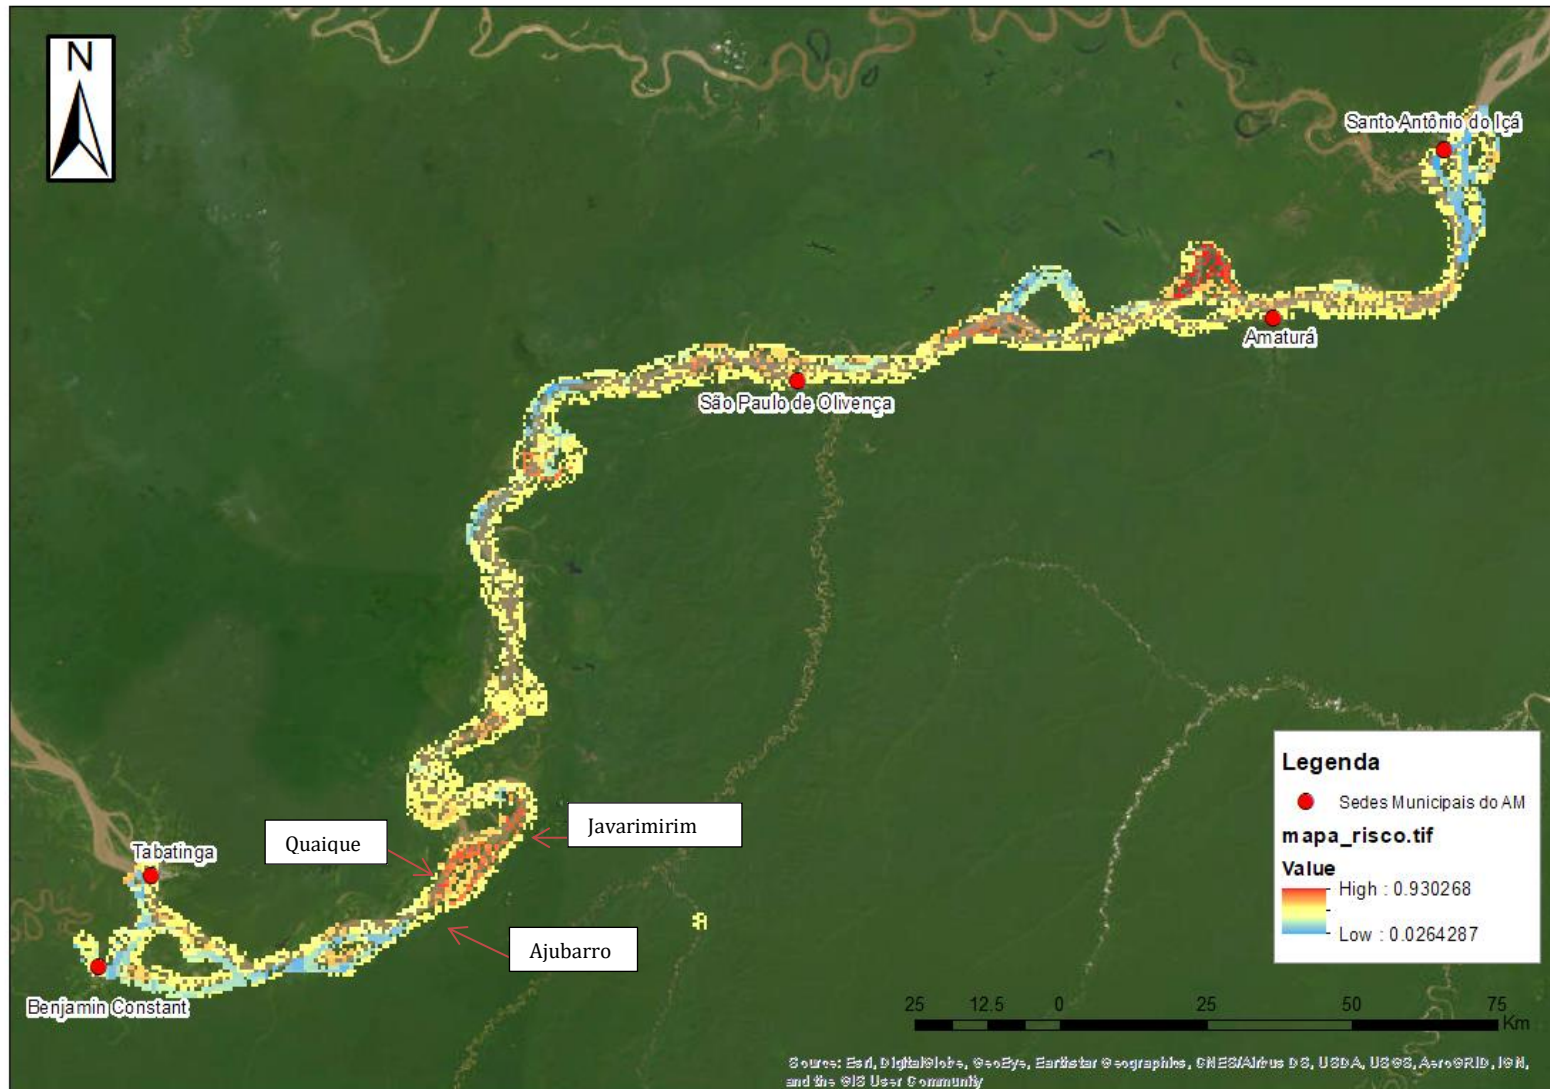 N
Santo Antônio do Içá
Amaturá
São Paulo de Olivença
Javarimirim
Quaique
Tabatinga
Ajubarro
Benjamin Constant
Legenda
Sedes Municipais do AM
mapa_risco.tif
Value
High : 0.930268
Low : 0.0264287
25 12.5 0 25 50 75
Km
Source: Esri, DigitalGlobe, GeoEye, Earthstar Geographics, CNES/Airbus DS, USDA, USGS, AeroGRID, IGN,
and the GIS User Community